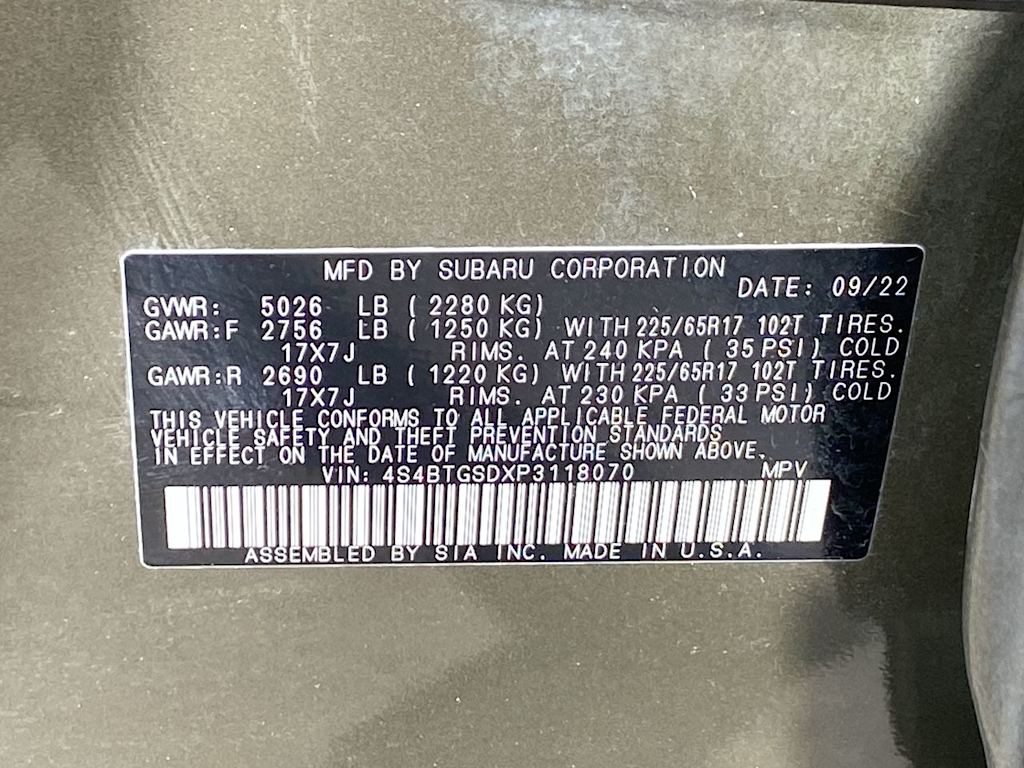 MFD BY SUBARU CORPORATION
DATE: 09/22
GVWR: 5026 LB ( 2280 KG)
GAWR:F 2756 LB ( 1250 KG) WITH 225/65R17 102T TIRES.
17X7J RIMS. AT 240 KPA ( 35 PSI) COLD
GAWR:R 2690 LB ( 1220 KG) WITH 225/65R17 102T TIRES.
17X7J RIMS. AT 230 KPA ( 33 PSI) COLD
THIS VEHICLE CONFORMS TO ALL APPLICABLE FEDERAL MOTOR
VEHICLE SAFETY AND THEFT PREVENTION STANDARDS
IN EFFECT ON THE DATE OF MANUFACTURE SHOWN ABOVE.
VIN: 4S4BTGSDXP3118070 MPV
ASSEMBLED BY SIA INC. MADE IN U.S.A.